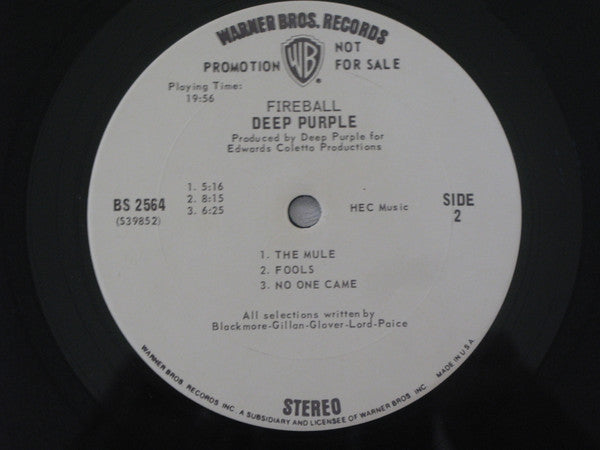 WARNER BROS. RECORDS
PROMOTION WB NOT FOR SALE
Playing Time:
19:56
FIREBALL
DEEP PURPLE
Produced by Deep Purple for
Edwards Coletto Productions
BS 2564
(S39852)
1. 5:16
2. 8:15
3. 6:25
HEC Music
SIDE
2
1. THE MULE
2. FOOLS
3. NO ONE CAME
All selections written by
Blackmore-Gillan-Glover-Lord-Paice
STEREO
WARNER BROS. RECORDS INC. A SUBSIDIARY AND LICENSEE OF WARNER BROS. INC. MADE IN U.S.A.